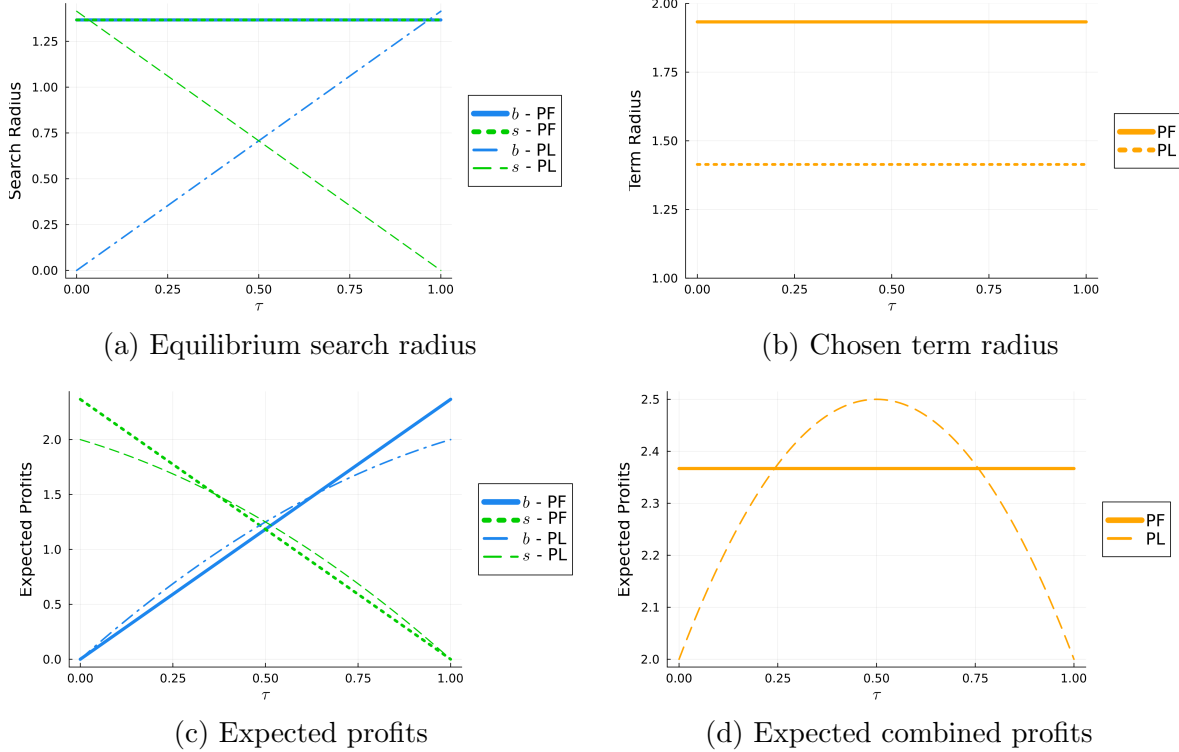 1.25
1.00
0.75
0.50
0.25
0.00
Search Radius
0.00 0.25 0.50 0.75 1.00
τ
b - PF
s - PF
b - PL
s - PL
(a) Equilibrium search radius
2.00
1.75
1.50
1.25
1.00
Term Radius
0.00 0.25 0.50 0.75 1.00
τ
PF
PL
(b) Chosen term radius
2.0
1.5
1.0
0.5
0.0
Expected Profits
0.00 0.25 0.50 0.75 1.00
τ
b - PF
s - PF
b - PL
s - PL
(c) Expected profits
2.5
2.4
2.3
2.2
2.1
2.0
Expected Profits
0.00 0.25 0.50 0.75 1.00
τ
PF
PL
(d) Expected combined profits